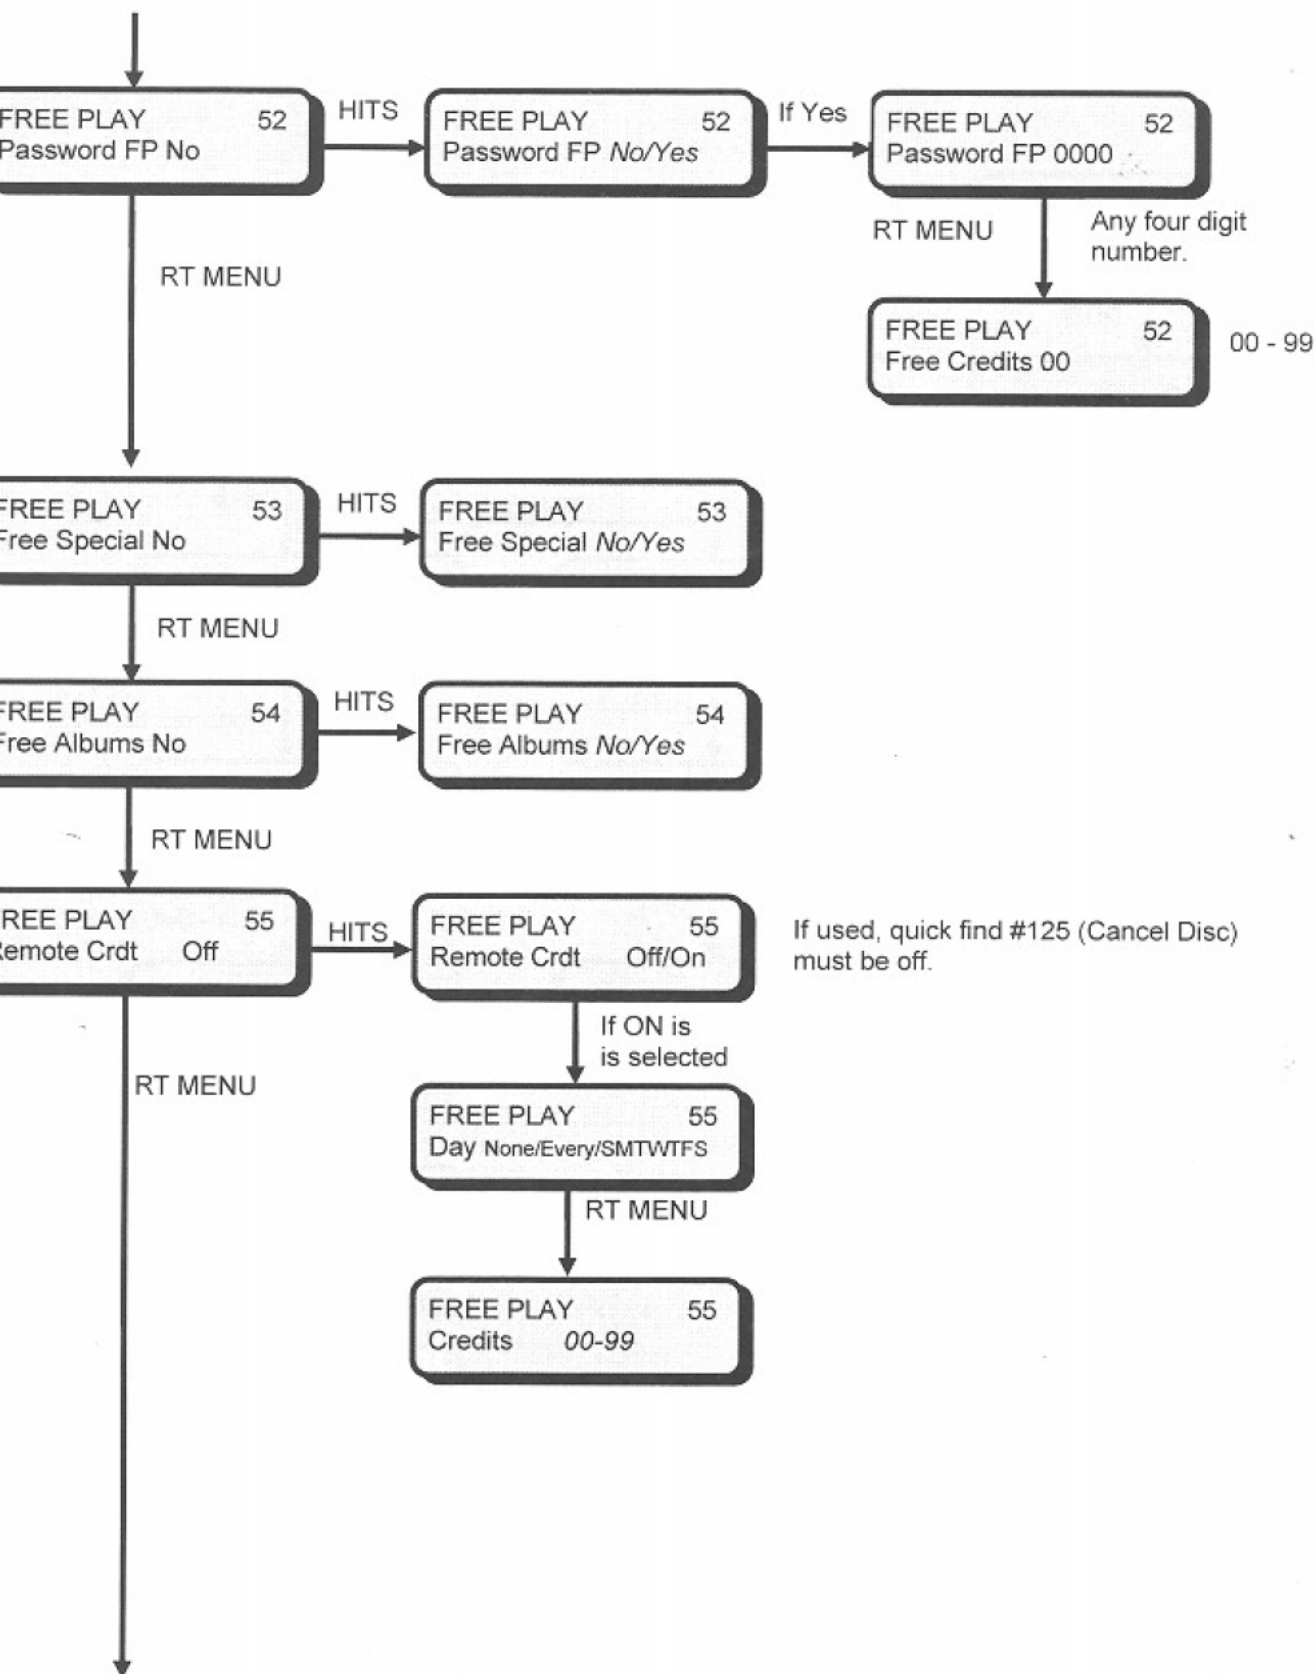 FREE PLAY 52
Password FP No
HITS
FREE PLAY 52
Password FP No/Yes
If Yes
FREE PLAY 52
Password FP 0000
RT MENU
Any four digit
number.
RT MENU
FREE PLAY 52
Free Credits 00
00 - 99
FREE PLAY 53
Free Special No
HITS
FREE PLAY 53
Free Special No/Yes
RT MENU
FREE PLAY 54
Free Albums No
HITS
FREE PLAY 54
Free Albums No/Yes
RT MENU
FREE PLAY 55
Remote Crdt Off
HITS
FREE PLAY 55
Remote Crdt Off/On
If used, quick find #125 (Cancel Disc)
must be off.
If ON is
is selected
RT MENU
FREE PLAY 55
Day None/Every/SMTWTFS
RT MENU
FREE PLAY 55
Credits 00-99